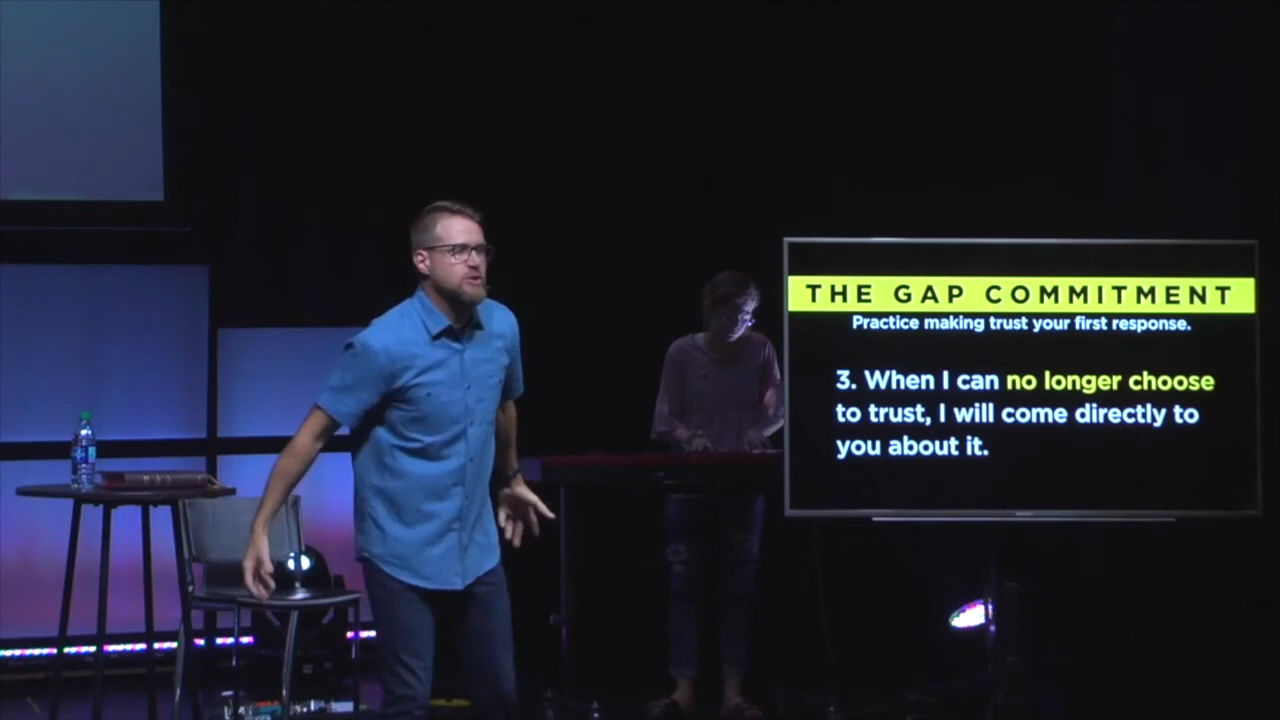 THE GAP COMMITMENT
Practice making trust your first response.
3. When I can no longer choose
to trust, I will come directly to
you about it.